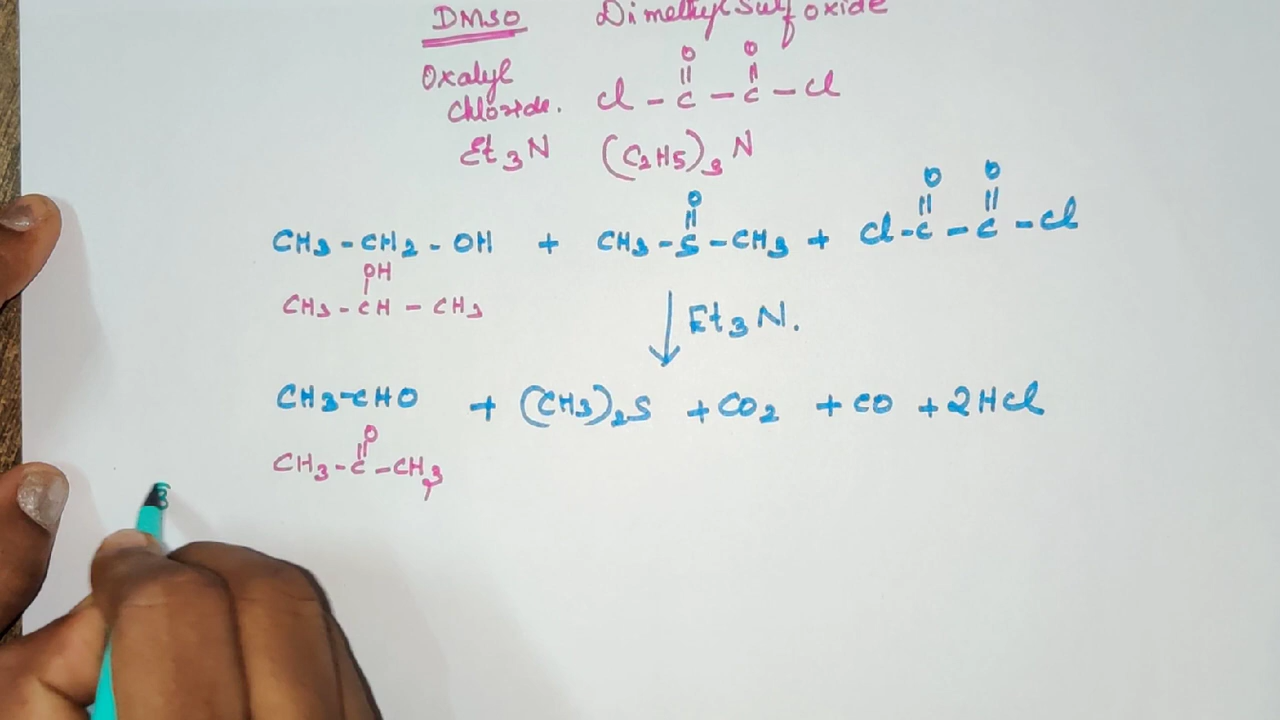 DMSO Dimethyl Sulfoxide
O O
Oxalyl || ||
Chloride. Cl - C - C - Cl
Et3N (C2H5)3N
O O O
|| || ||
CH3 - CH2 - OH + CH3 - S - CH3 + Cl - C - C - Cl
OH
|
CH3 - CH - CH3
↓ Et3N.
CH3-CHO + (CH3)2S + CO2 + CO + 2HCl
O
||
CH3 - C - CH3